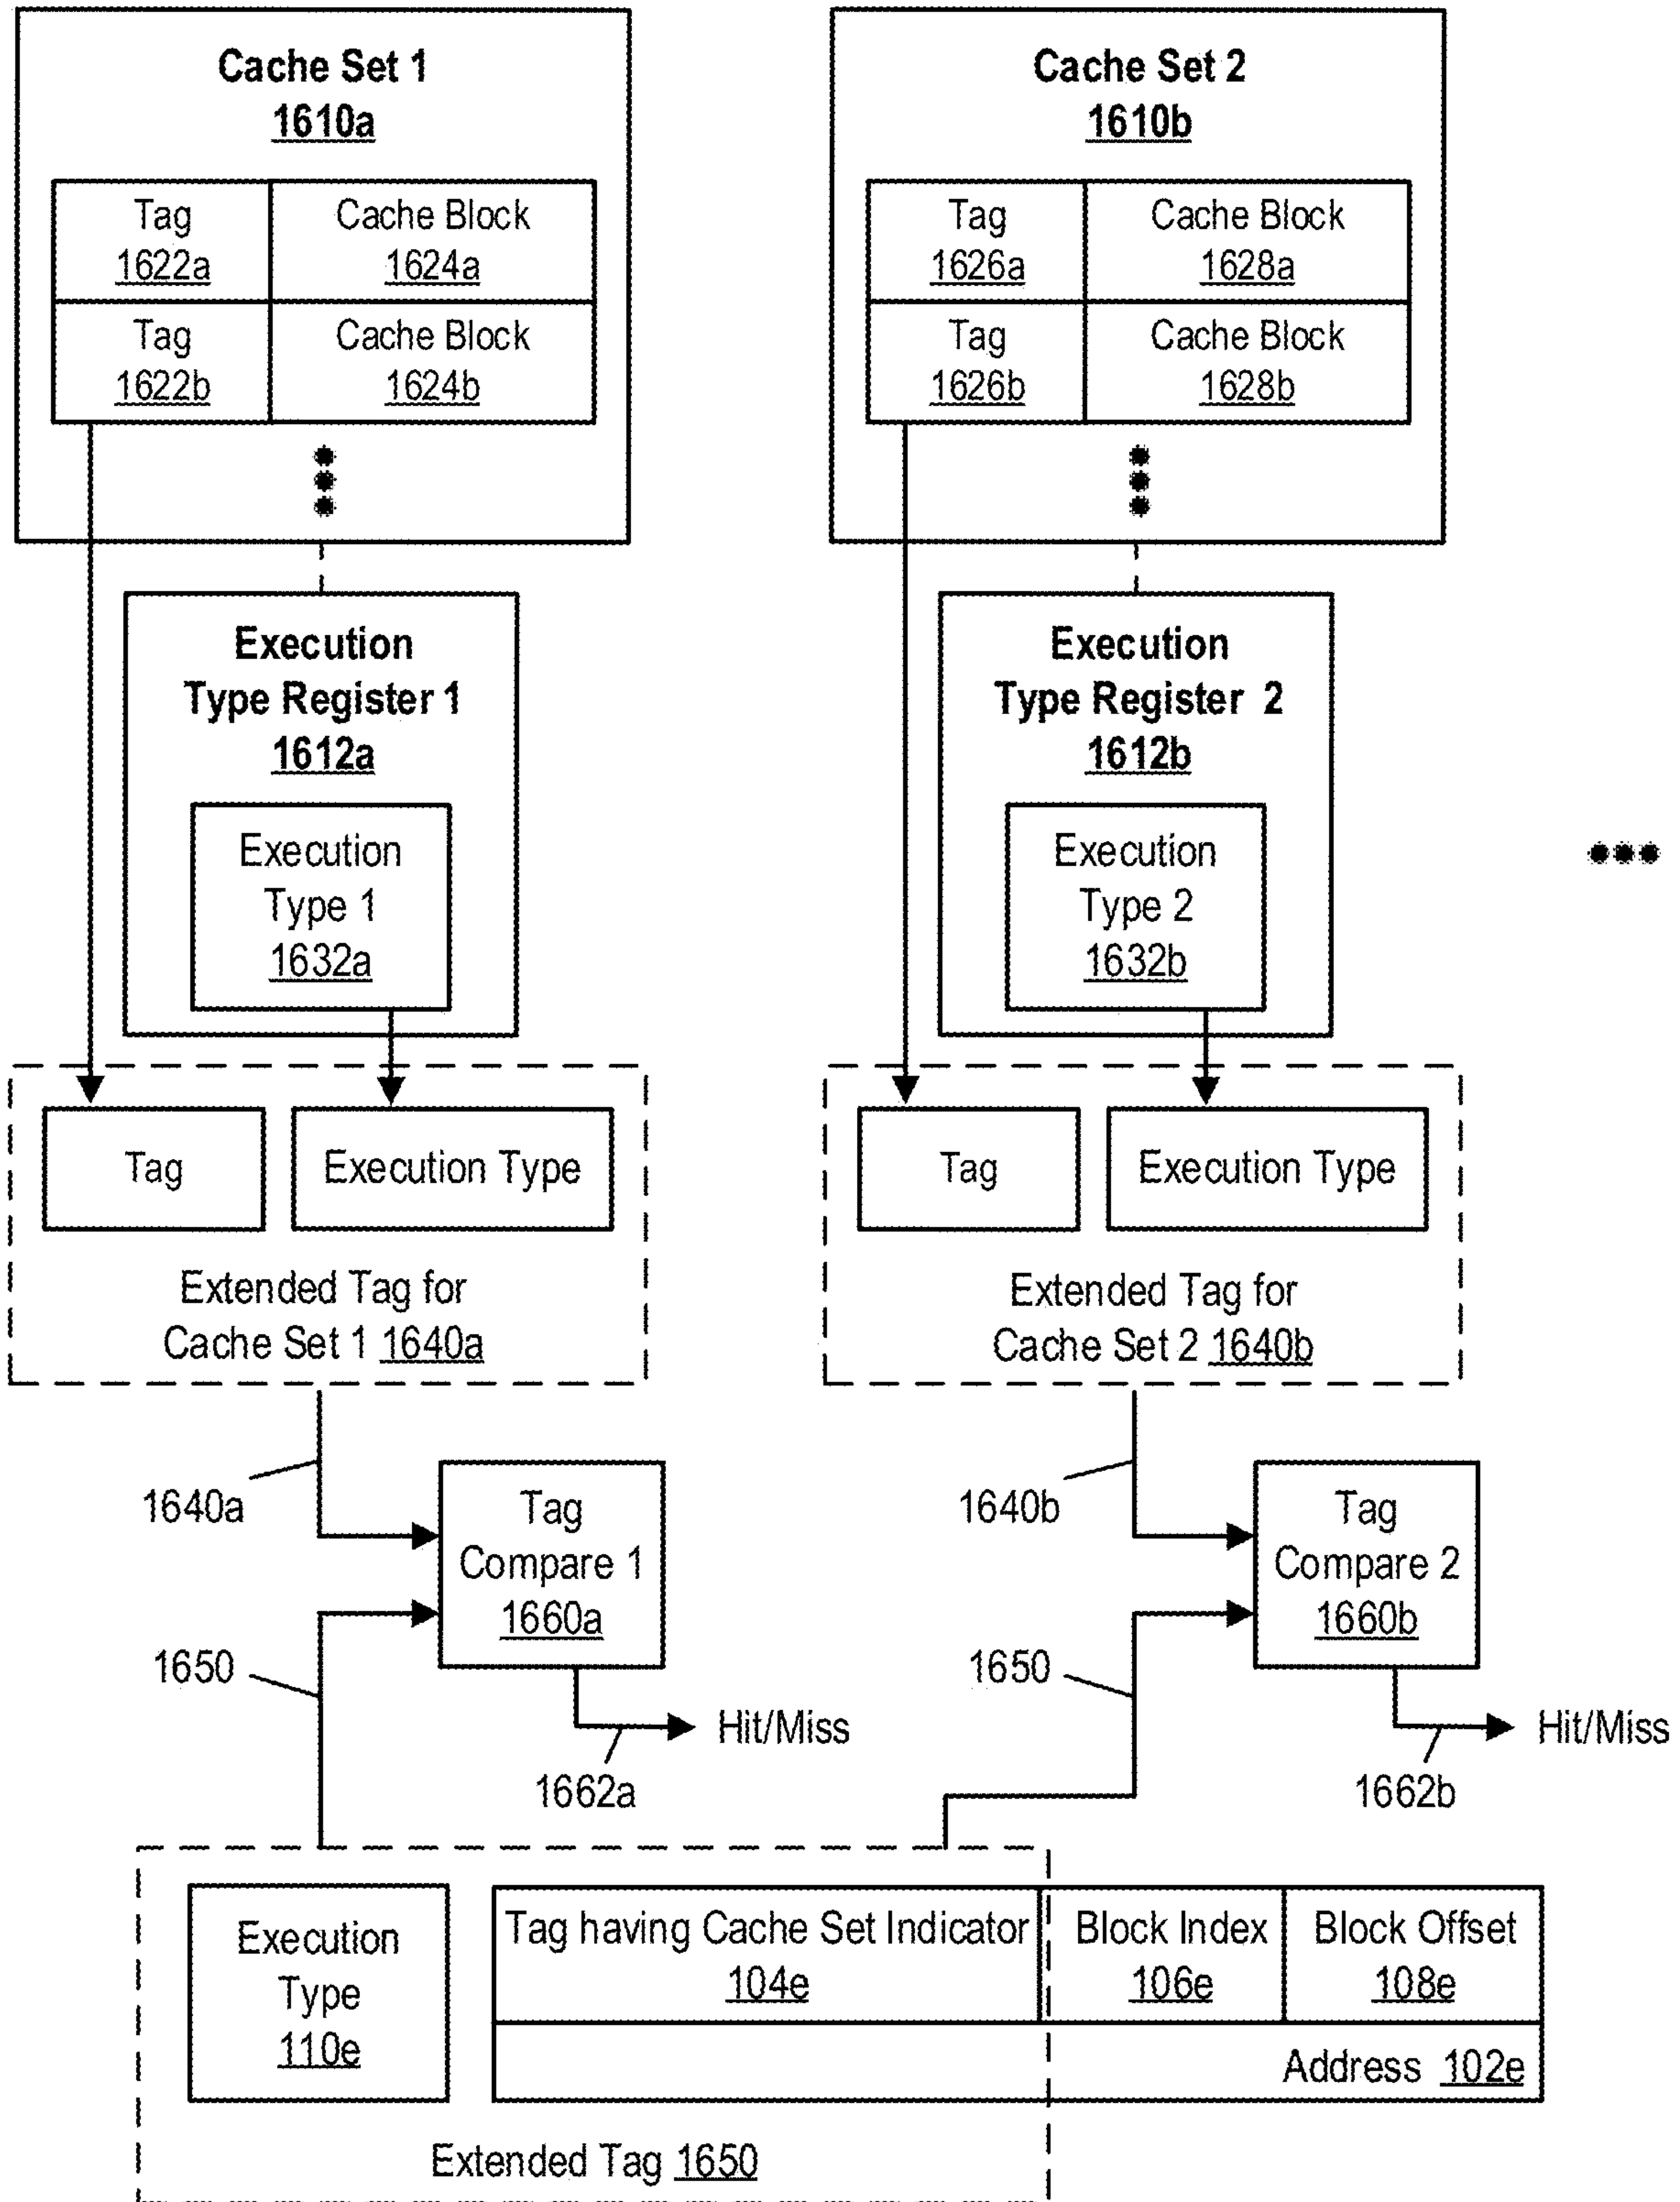 Cache Set 1
1610a
Tag
1622a
Cache Block
1624a
Tag
1622b
Cache Block
1624b
Cache Set 2
1610b
Tag
1626a
Cache Block
1628a
Tag
1626b
Cache Block
1628b
Execution
Type Register 1
1612a
Execution
Type 1
1632a
Execution
Type Register 2
1612b
Execution
Type 2
1632b
Tag
Execution Type
Extended Tag for
Cache Set 1 1640a
Tag
Execution Type
Extended Tag for
Cache Set 2 1640b
1640a
Tag
Compare 1
1660a
1650
Hit/Miss
1662a
1640b
Tag
Compare 2
1660b
1650
Hit/Miss
1662b
Execution
Type
110e
Tag having Cache Set Indicator
104e
Block Index
106e
Block Offset
108e
Address 102e
Extended Tag 1650